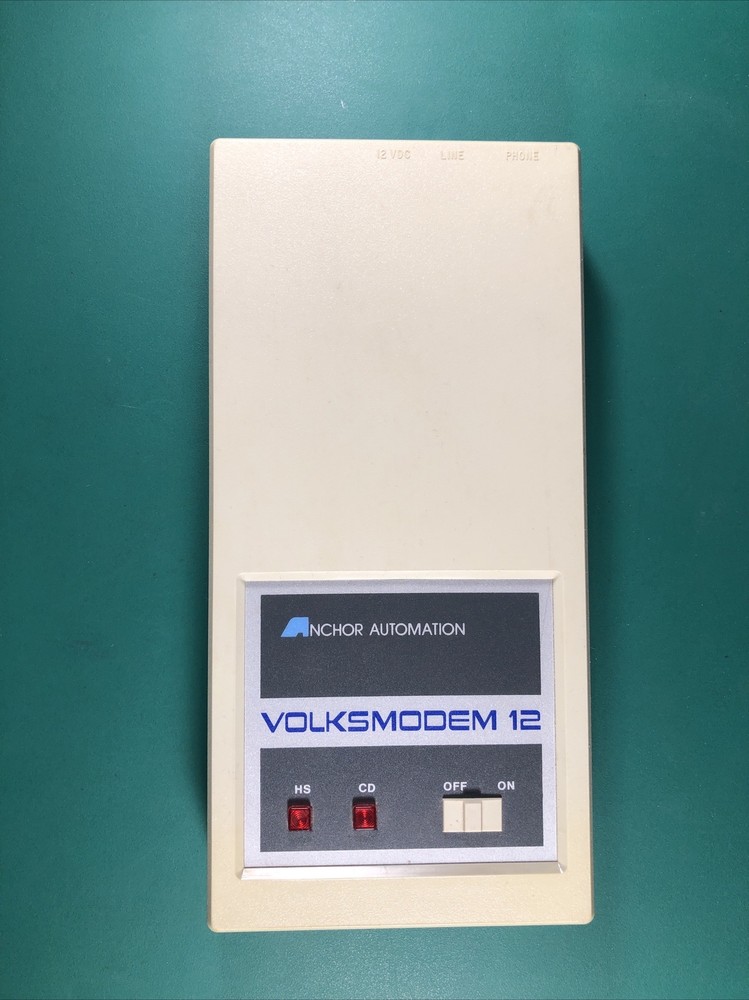 12 VDC LINE PHONE
ANCHOR AUTOMATION
VOLKSMODEM 12
HS CD OFF ON